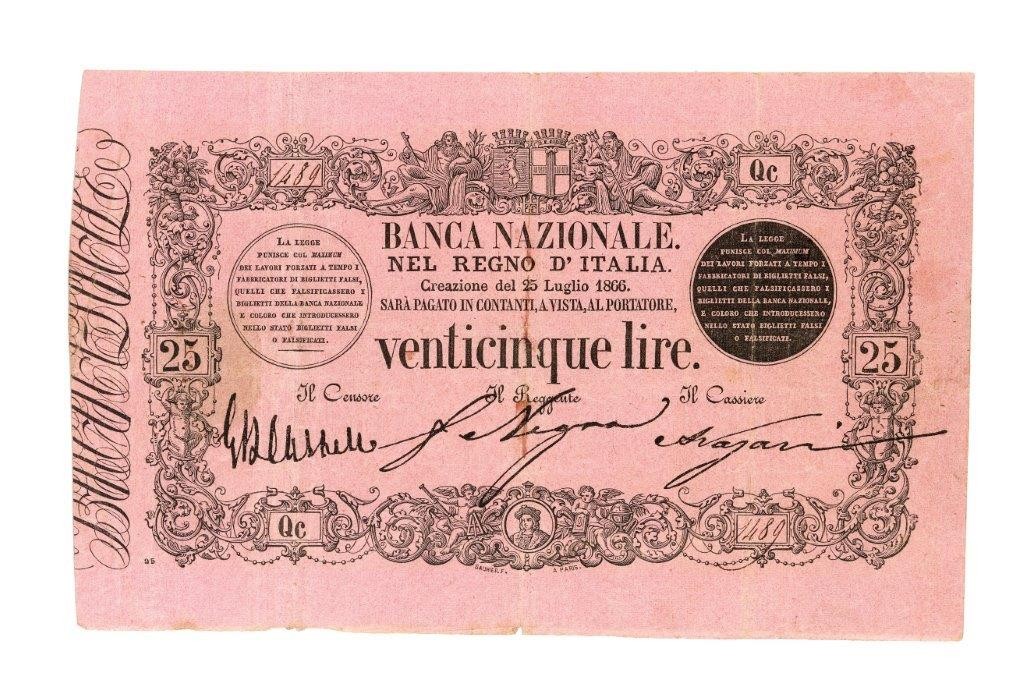 1489
Qc
BANCA NAZIONALE.
NEL REGNO D'ITALIA.
Creazione del 25 Luglio 1866.
SARÀ PAGATO IN CONTANTI, A VISTA, AL PORTATORE,
venticinque lire.
LA LEGGE
PUNISCE COL MAXIMUM
DEI LAVORI FORZATI A TEMPO I
FABBRICATORI DI BIGLIETTI FALSI,
QUELLI CHE FALSIFICASSERO I
BIGLIETTI DELLA BANCA NAZIONALE
E COLORO CHE INTRODUCESSERO
NELLO STATO BIGLIETTI FALSI
O FALSIFICATI.
LA LEGGE
PUNISCE COL MAXIMUM
DEI LAVORI FORZATI A TEMPO I
FABBRICATORI DI BIGLIETTI FALSI,
QUELLI CHE FALSIFICASSERO I
BIGLIETTI DELLA BANCA NAZIONALE,
E COLORO CHE INTRODUCESSERO
NELLO STATO BIGLIETTI FALSI
O FALSIFICATI.
25
25
Il Censore
Il Reggente
Il Cassiere
Qc
1489
95
A PARIS.